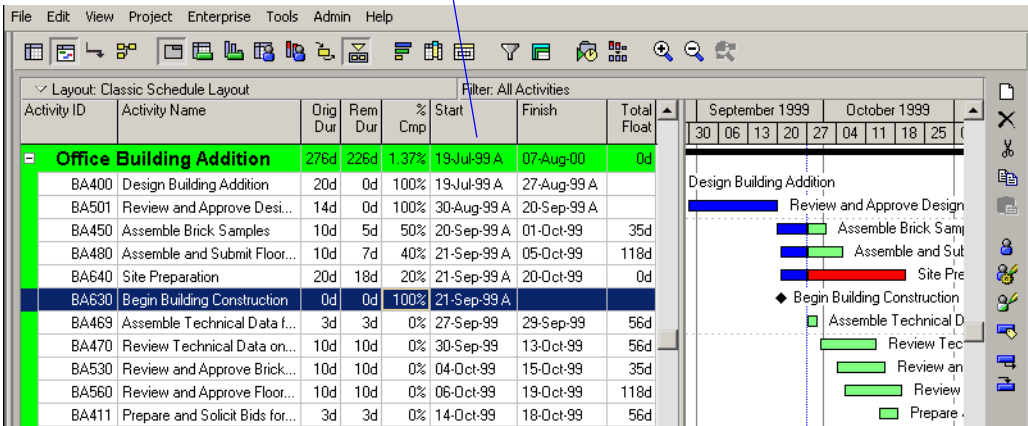 File Edit View Project Enterprise Tools Admin Help
Layout: Classic Schedule Layout Filter: All Activities
Activity ID Activity Name Orig Dur Rem Dur % Cmp Start Finish Total Float September 1999 October 1999
30 06 13 20 27 04 11 18 25
Office Building Addition 276d 226d 1.37% 19-Jul-99 A 07-Aug-00 0d
BA400 Design Building Addition 20d 0d 100% 19-Jul-99 A 27-Aug-99 A Design Building Addition
BA501 Review and Approve Desi... 14d 0d 100% 30-Aug-99 A 20-Sep-99 A Review and Approve Design
BA450 Assemble Brick Samples 10d 5d 50% 20-Sep-99 A 01-Oct-99 35d Assemble Brick Sam
BA480 Assemble and Submit Floor... 10d 7d 40% 21-Sep-99 A 05-Oct-99 118d Assemble and Sub
BA640 Site Preparation 20d 18d 20% 21-Sep-99 A 20-Oct-99 0d Site Pre
BA630 Begin Building Construction 0d 0d 100% 21-Sep-99 A Begin Building Construction
BA469 Assemble Technical Data f... 3d 3d 0% 27-Sep-99 29-Sep-99 56d Assemble Technical D
BA470 Review Technical Data on... 10d 10d 0% 30-Sep-99 13-Oct-99 56d Review Tec
BA530 Review and Approve Brick... 10d 10d 0% 04-Oct-99 15-Oct-99 35d Review an
BA560 Review and Approve Floor... 10d 10d 0% 06-Oct-99 19-Oct-99 118d Review
BA411 Prepare and Solicit Bids for... 3d 3d 0% 14-Oct-99 18-Oct-99 56d Prepare